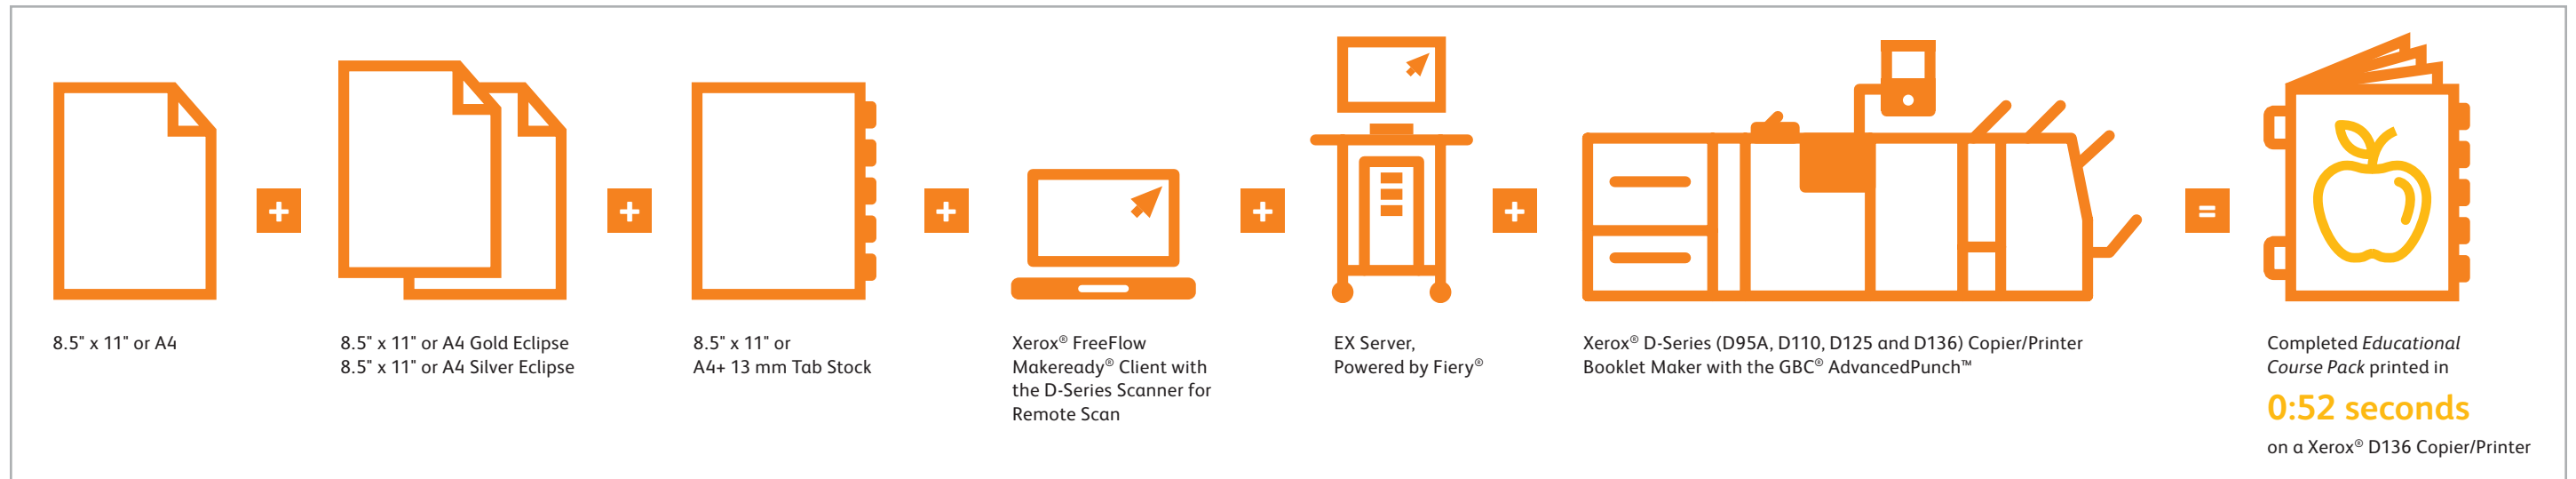 8.5" x 11" or A4
8.5" x 11" or A4 Gold Eclipse
8.5" x 11" or A4 Silver Eclipse
8.5" x 11" or
A4+ 13 mm Tab Stock
Xerox® FreeFlow
Makeready® Client with
the D-Series Scanner for
Remote Scan
EX Server,
Powered by Fiery®
Xerox® D-Series (D95A, D110, D125 and D136) Copier/Printer
Booklet Maker with the GBC® AdvancedPunch™
Completed Educational
Course Pack printed in
0:52 seconds
on a Xerox® D136 Copier/Printer